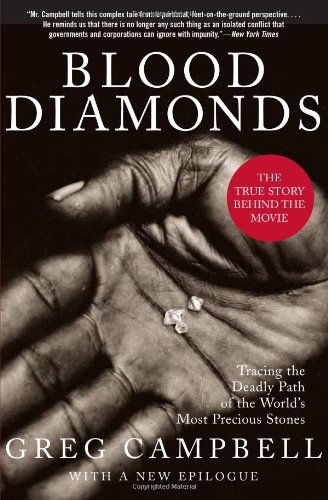 "Mr. Campbell tells this complex tale from a feet-on-the-ground perspective. . . .
He reminds us that there is no longer any such thing as an isolated conflict that
governments and corporations can ignore with impunity."—New York Times
BLOOD
DIAMONDS
THE
TRUE STORY
BEHIND THE
MOVIE
Tracing the
Deadly Path
of the World's
Most Precious Stones
GREG CAMPBELL
WITH A NEW EPILOGUE